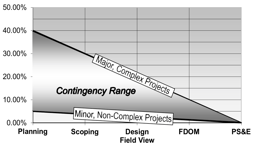 50.00%
40.00%
30.00%
20.00%
10.00%
0.00%
Major, Complex Projects
Contingency Range
Minor, Non-Complex Projects
Planning Scoping Design FDOM PS&E
Field View